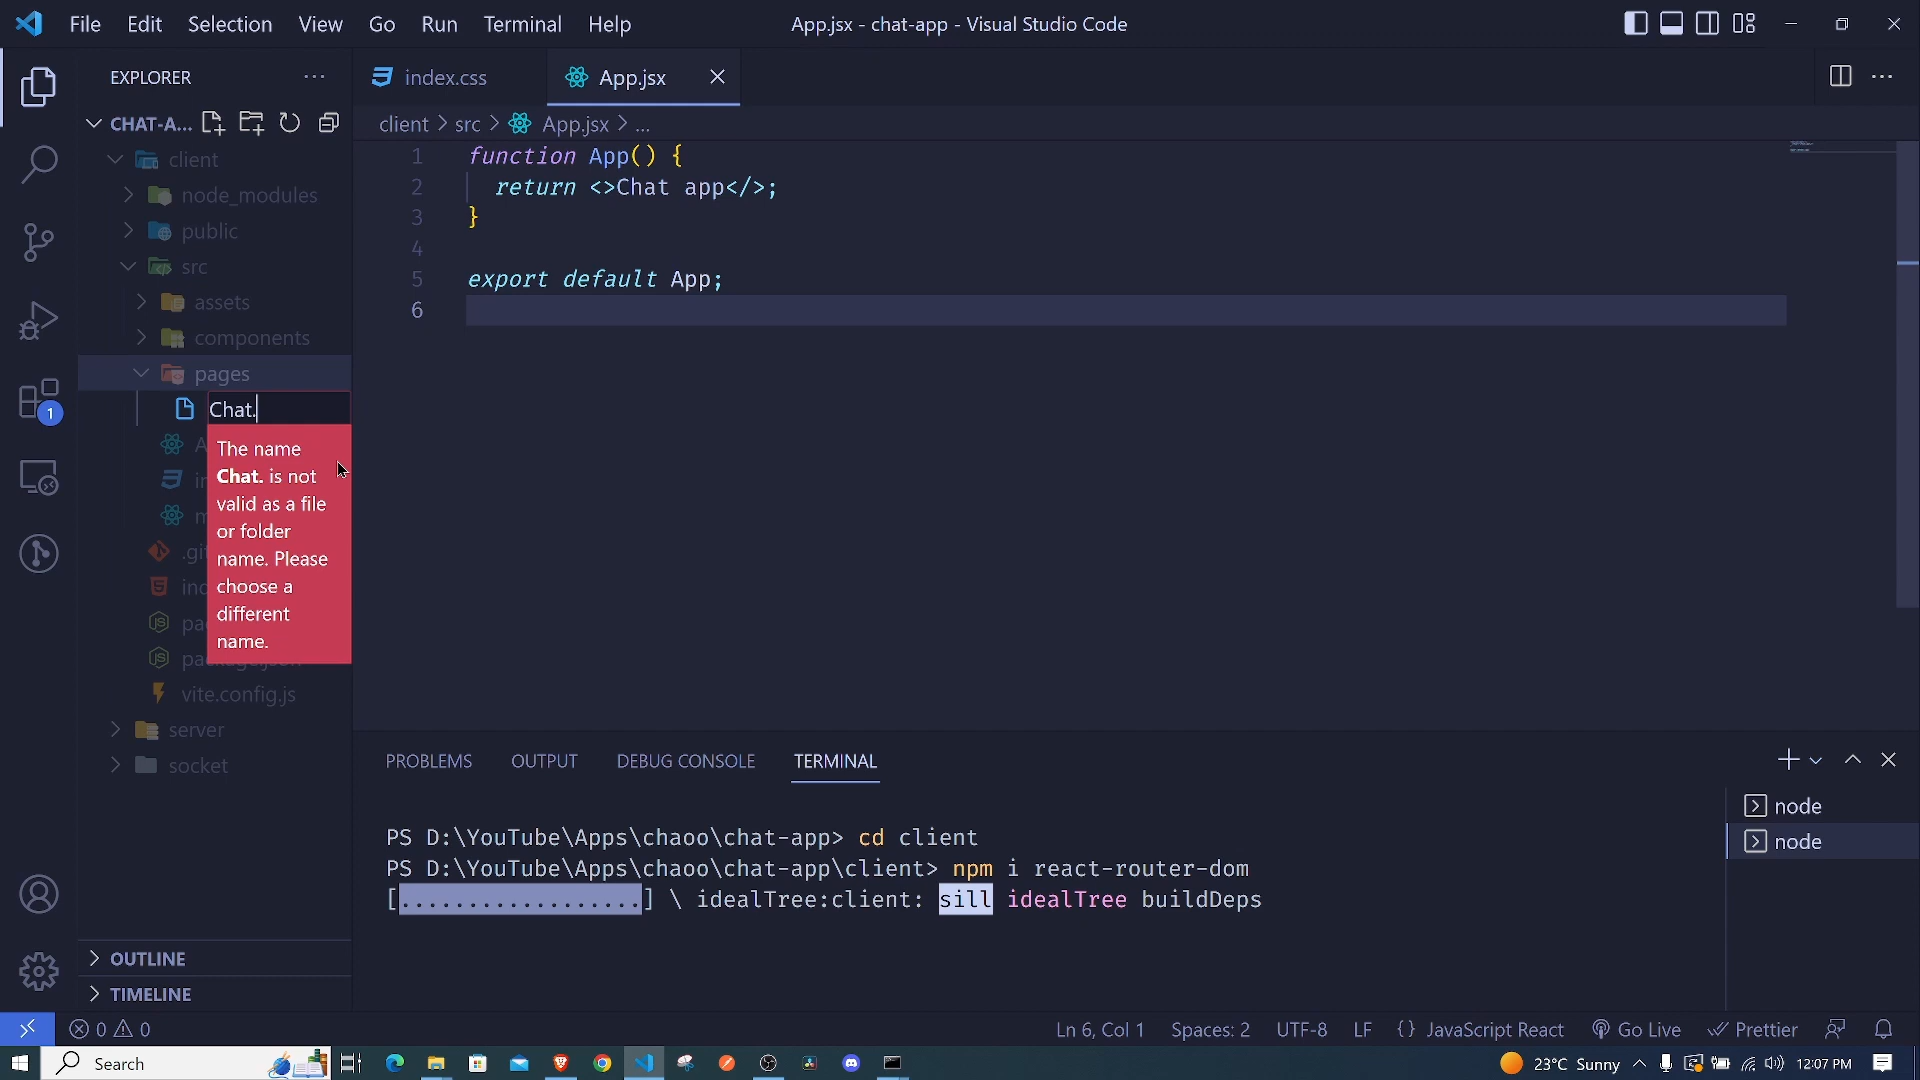 File Edit Selection View Go Run Terminal Help
App.jsx - chat-app - Visual Studio Code
EXPLORER
CHAT-A...
client
node_modules
public
src
assets
components
pages
Chat.
The name
Chat. is not
valid as a file
or folder
name. Please
choose a
different
name.
vite.config.js
server
socket
OUTLINE
TIMELINE
1
index.css
App.jsx
client > src > App.jsx > ...
1 function App() {
2 return <>Chat app</>;
3 }
4
5 export default App;
6
PROBLEMS OUTPUT DEBUG CONSOLE TERMINAL
PS D:\YouTube\Apps\chaoo\chat-app> cd client
PS D:\YouTube\Apps\chaoo\chat-app\client> npm i react-router-dom
[..................] \ idealTree:client: sill idealTree buildDeps
node
node
0 0
Ln 6, Col 1 Spaces: 2 UTF-8 LF {} JavaScript React Go Live Prettier
Search
23°C Sunny
12:07 PM